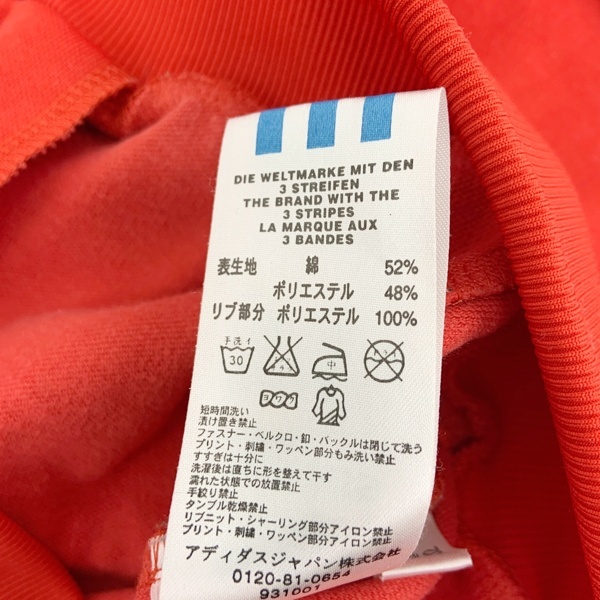 DIE WELTMARKE MIT DEN
3 STREIFEN
THE BRAND WITH THE
3 STRIPES
LA MARQUE AUX
3 BANDES
表生地 綿 52%
ポリエステル 48%
リブ部分 ポリエステル 100%
手洗イ
30
中
ヨワク
短時間洗い
漬け置き禁止
ファスナー・ベルクロ・釦・バックルは閉じて洗う
プリント・刺繍・ワッペン部分もみ洗い禁止
すすぎは十分に
洗濯後は直ちに形を整えて干す
濡れた状態での放置禁止
手絞り禁止
タンブル乾燥禁止
リブニット・シャーリング部分アイロン禁止
プリント・刺繍・ワッペン部分アイロン禁止
アディダスジャパン株式会社
0120-81-0654
931001